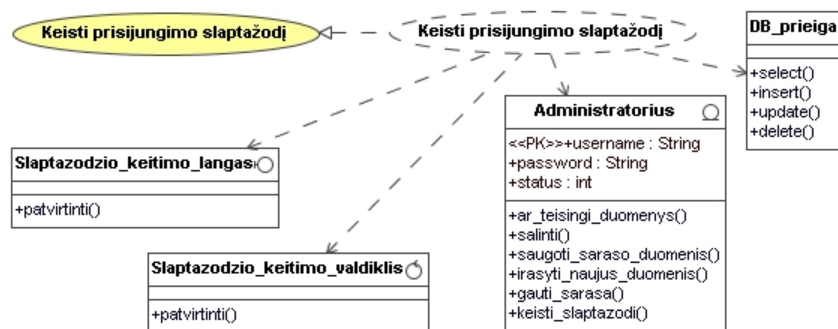 Keisti prisijungimo slaptažodį
Keisti prisijungimo slaptažodį
DB_prieiga
+select()
+insert()
+update()
+delete()
Administratorius
<<PK>>+username : String
+password : String
+status : int
+ar_teisingi_duomenys()
+salinti()
+saugoti_saraso_duomenis()
+irasyti_naujus_duomenis()
+gauti_sarasa()
+keisti_slaptazodi()
Slaptazodzio_keitimo_langas
+patvirtinti()
Slaptazodzio_keitimo_valdiklis
+patvirtinti()